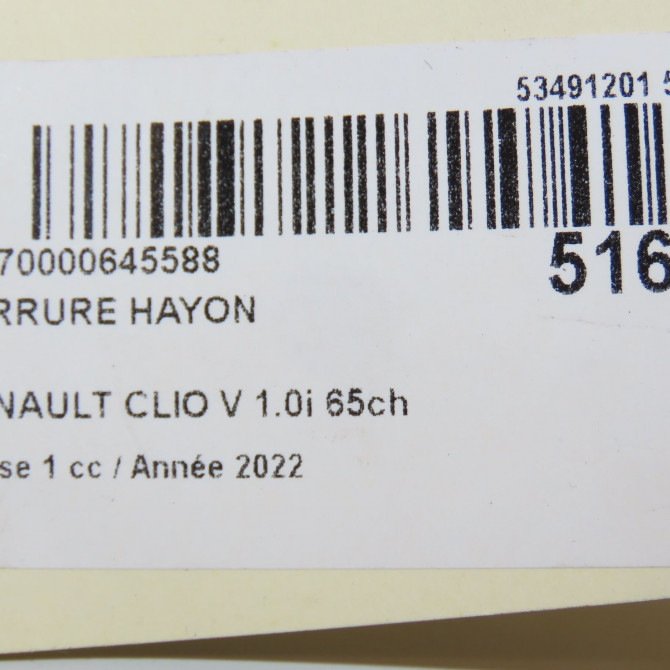 53491201 5
70000645588
516
RRURE HAYON
NAULT CLIO V 1.0i 65ch
se 1 cc / Année 2022